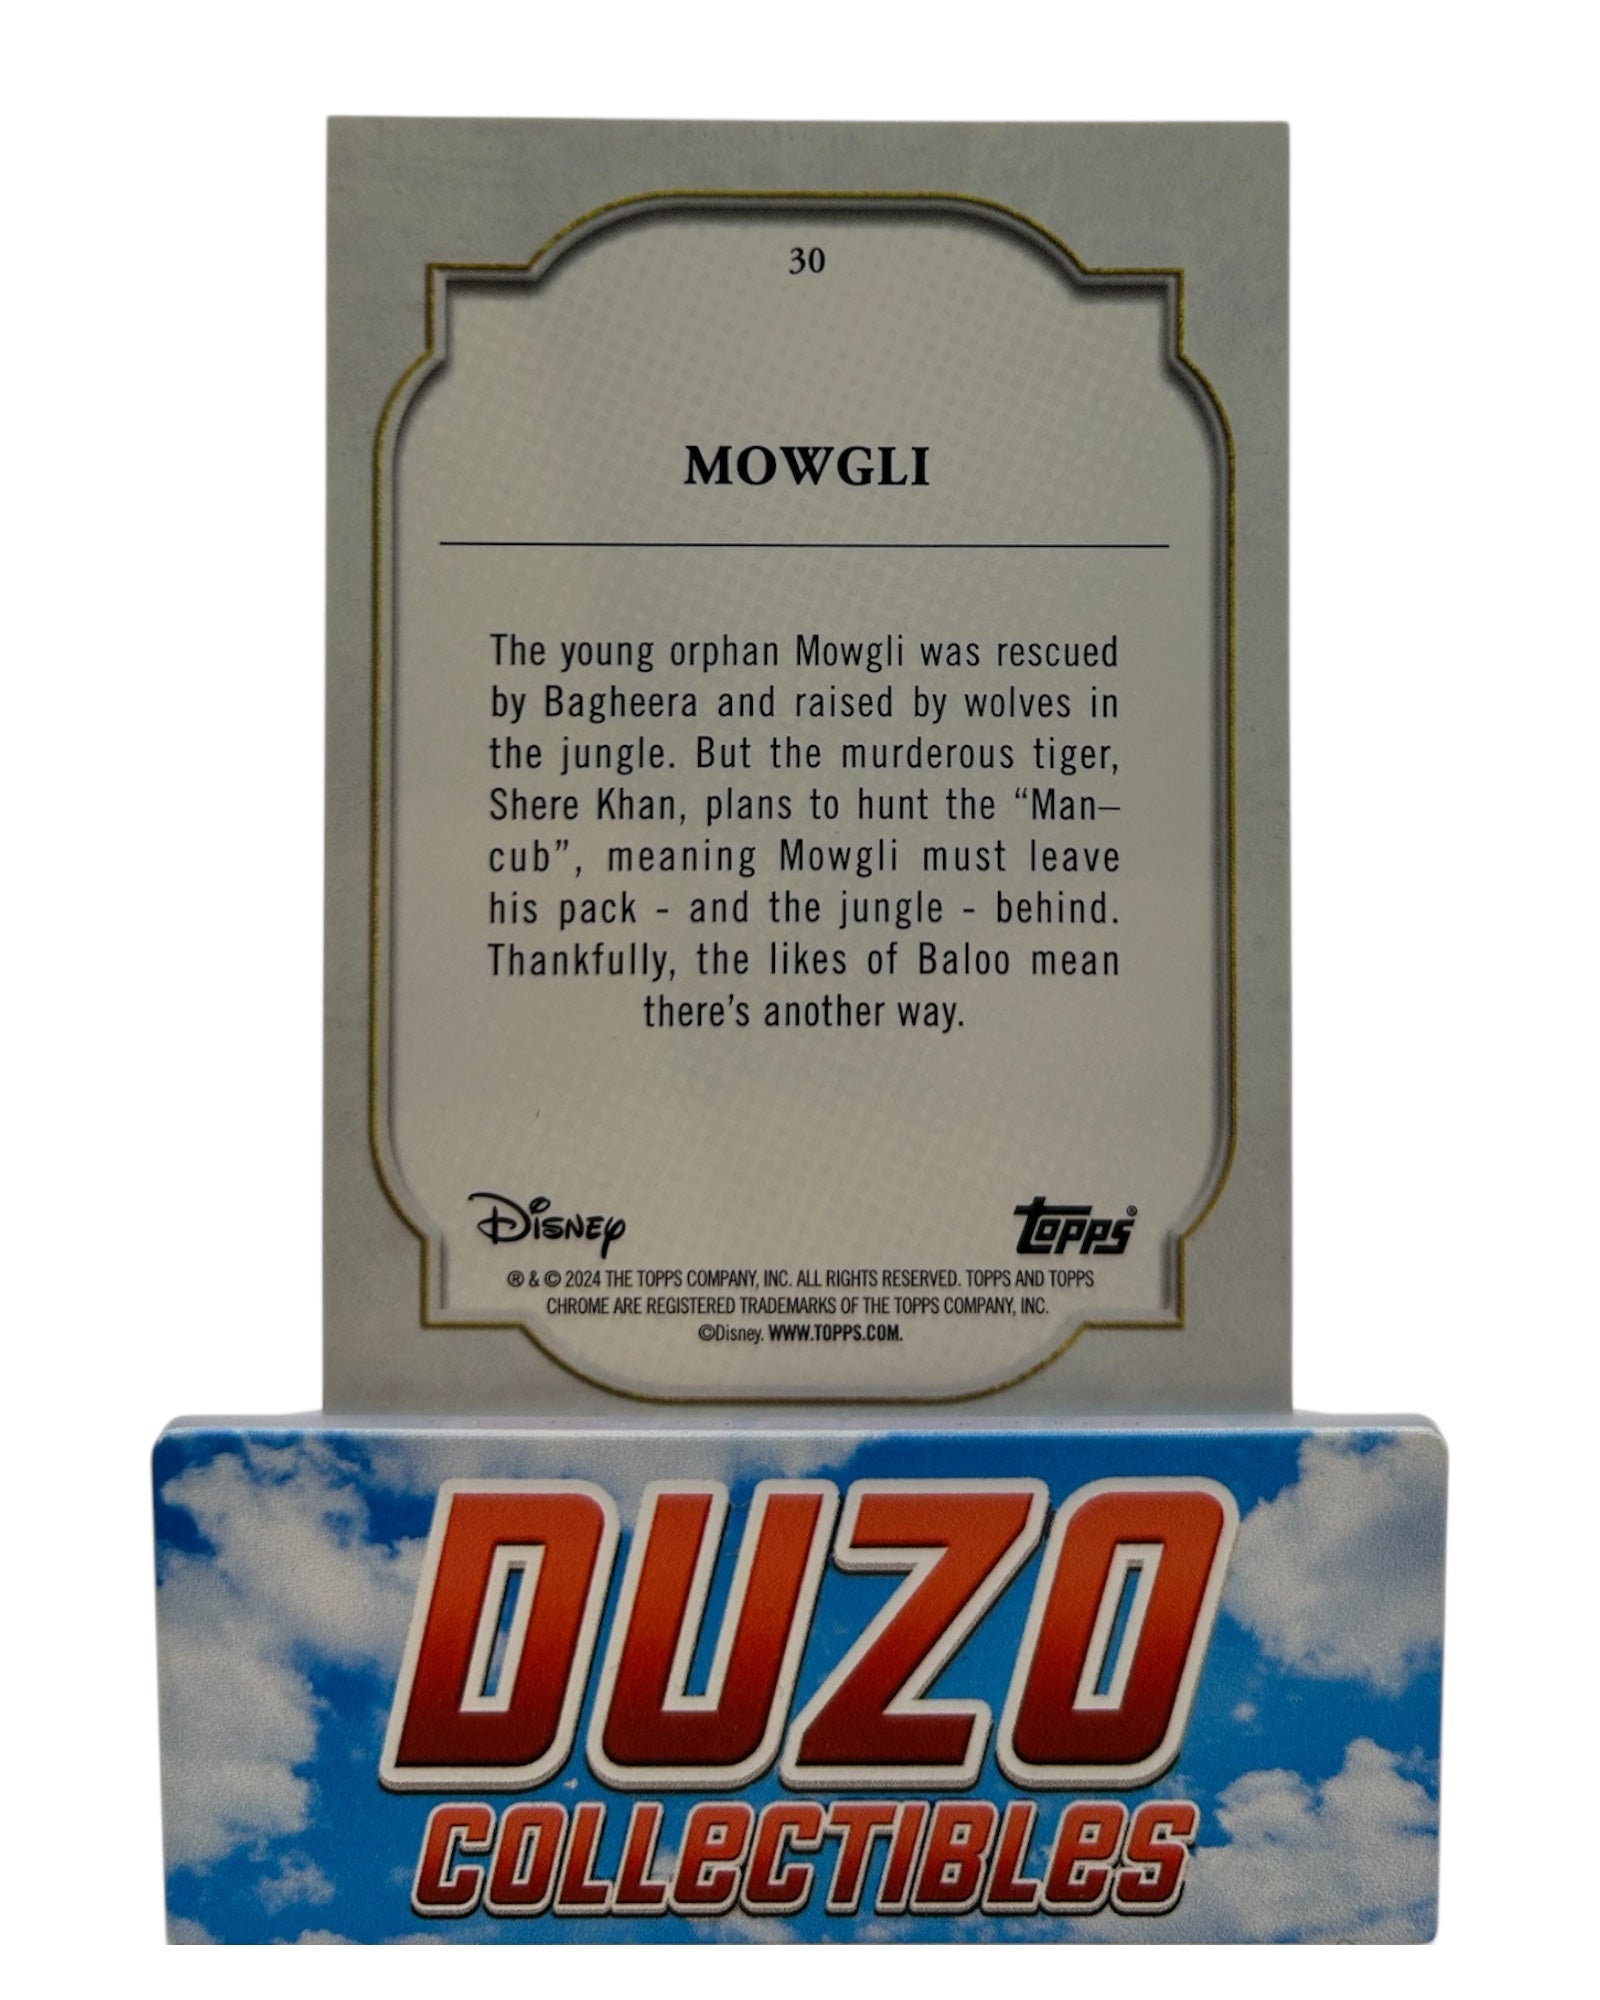 30
MOWGLI
The young orphan Mowgli was rescued
by Bagheera and raised by wolves in
the jungle. But the murderous tiger,
Shere Khan, plans to hunt the “Man–
cub”, meaning Mowgli must leave
his pack - and the jungle - behind.
Thankfully, the likes of Baloo mean
there’s another way.
Disney topps®
® & © 2024 THE TOPPS COMPANY, INC. ALL RIGHTS RESERVED. TOPPS AND TOPPS
CHROME ARE REGISTERED TRADEMARKS OF THE TOPPS COMPANY, INC.
©Disney. WWW.TOPPS.COM.
DUZO
COLLECTIBLES